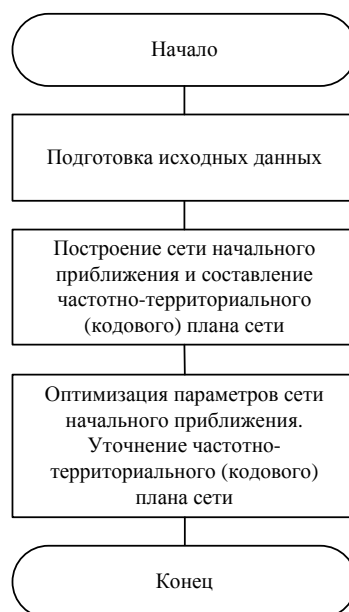 Начало
Подготовка исходных данных
Построение сети начального
приближения и составление
частотно-территориального
(кодового) плана сети
Оптимизация параметров сети
начального приближения.
Уточнение частотно-
территориального (кодового)
плана сети
Конец